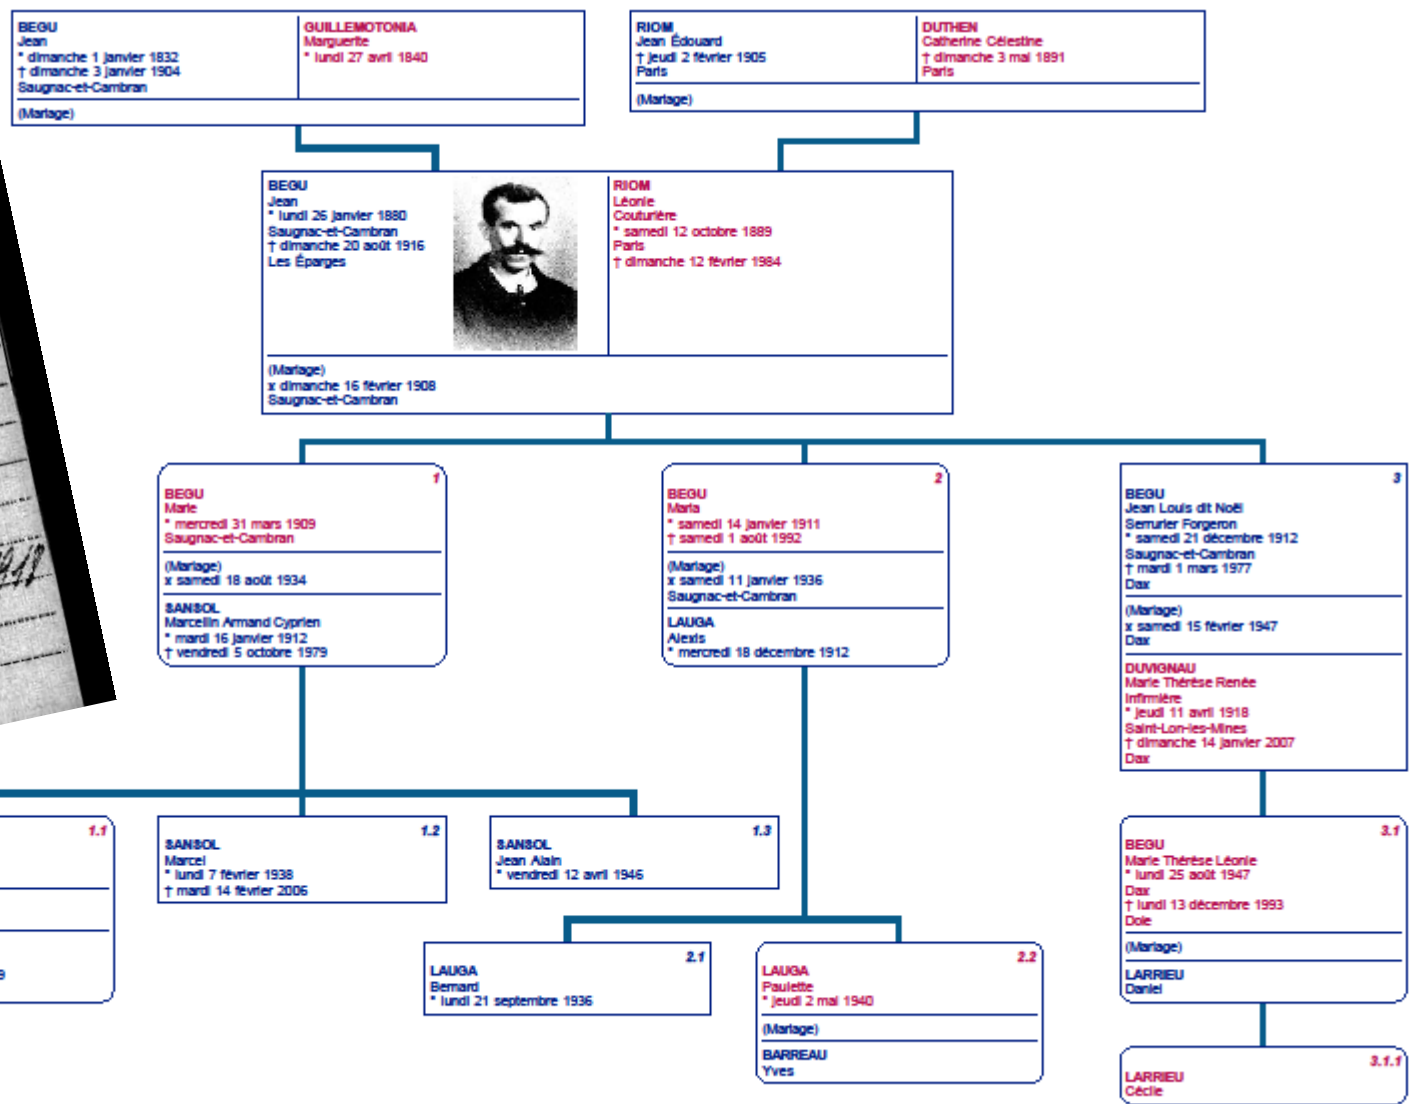 BEGU
Jean
* dimanche 1 janvier 1832
† dimanche 3 janvier 1904
Saugnac-et-Cambran
GUILLEMOTONIA
Marguerite
* lundi 27 avril 1840
(Mariage)
RIOM
Jean Édouard
† jeudi 2 février 1905
Paris
DUTHEN
Catherine Célestine
† dimanche 3 mai 1891
Paris
(Mariage)
BEGU
Jean
* lundi 26 janvier 1880
Saugnac-et-Cambran
† dimanche 20 août 1916
Les Éparges
RIOM
Léonie
Couturière
* samedi 12 octobre 1889
Paris
† dimanche 12 février 1984
(Mariage)
x dimanche 16 février 1908
Saugnac-et-Cambran
1
BEGU
Marie
* mercredi 31 mars 1909
Saugnac-et-Cambran
(Mariage)
x samedi 18 août 1934
SANSOL
Marcellin Armand Cyprien
* mardi 16 janvier 1912
† vendredi 5 octobre 1979
2
BEGU
Maria
* samedi 14 janvier 1911
† samedi 1 août 1992
(Mariage)
x samedi 11 janvier 1936
Saugnac-et-Cambran
LAUGA
Alexis
* mercredi 18 décembre 1912
3
BEGU
Jean Louis dit Noël
Serrurier Forgeron
* samedi 21 décembre 1912
Saugnac-et-Cambran
† mardi 1 mars 1977
Dax
(Mariage)
x samedi 15 février 1947
Dax
DUVIGNAU
Marie Thérèse Renée
Infirmière
* jeudi 11 avril 1918
Saint-Lon-les-Mines
† dimanche 14 janvier 2007
Dax
1.1
9
1.2
SANSOL
Marcel
* lundi 7 février 1938
† mardi 14 février 2006
1.3
SANSOL
Jean Alain
* vendredi 12 avril 1946
2.1
LAUGA
Bernard
* lundi 21 septembre 1936
2.2
LAUGA
Paulette
* jeudi 2 mai 1940
(Mariage)
BARREAU
Yves
3.1
BEGU
Marie Thérèse Léonie
* lundi 25 août 1947
Dax
† lundi 13 décembre 1993
Dole
(Mariage)
LARRIEU
Daniel
3.1.1
LARRIEU
Cécile